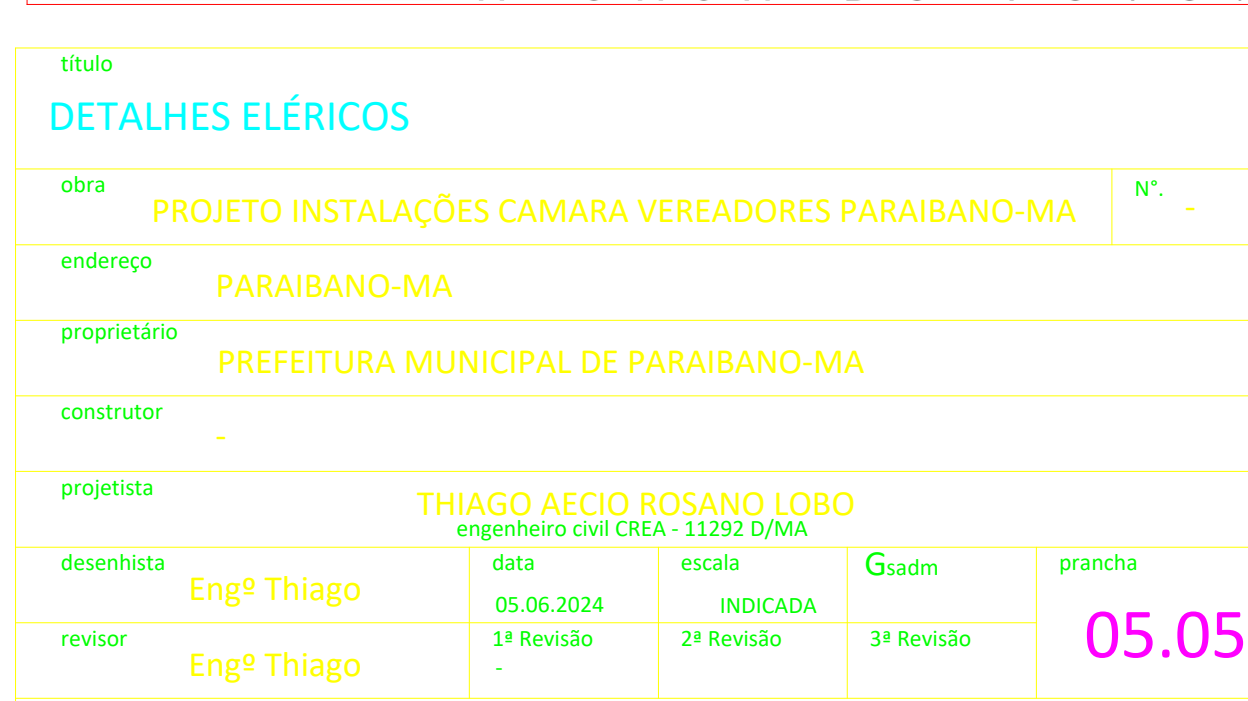 título
DETALHES ELÉRICOS
obra
PROJETO INSTALAÇÕES CAMARA VEREADORES PARAIBANO-MA
N°.
-
endereço
PARAIBANO-MA
proprietário
PREFEITURA MUNICIPAL DE PARAIBANO-MA
construtor
-
projetista
THIAGO AECIO ROSANO LOBO
engenheiro civil CREA - 11292 D/MA
desenhista
Engº Thiago
data
05.06.2024
escala
INDICADA
Gsadm
prancha
05.05
revisor
Engº Thiago
1ª Revisão
-
2ª Revisão
3ª Revisão